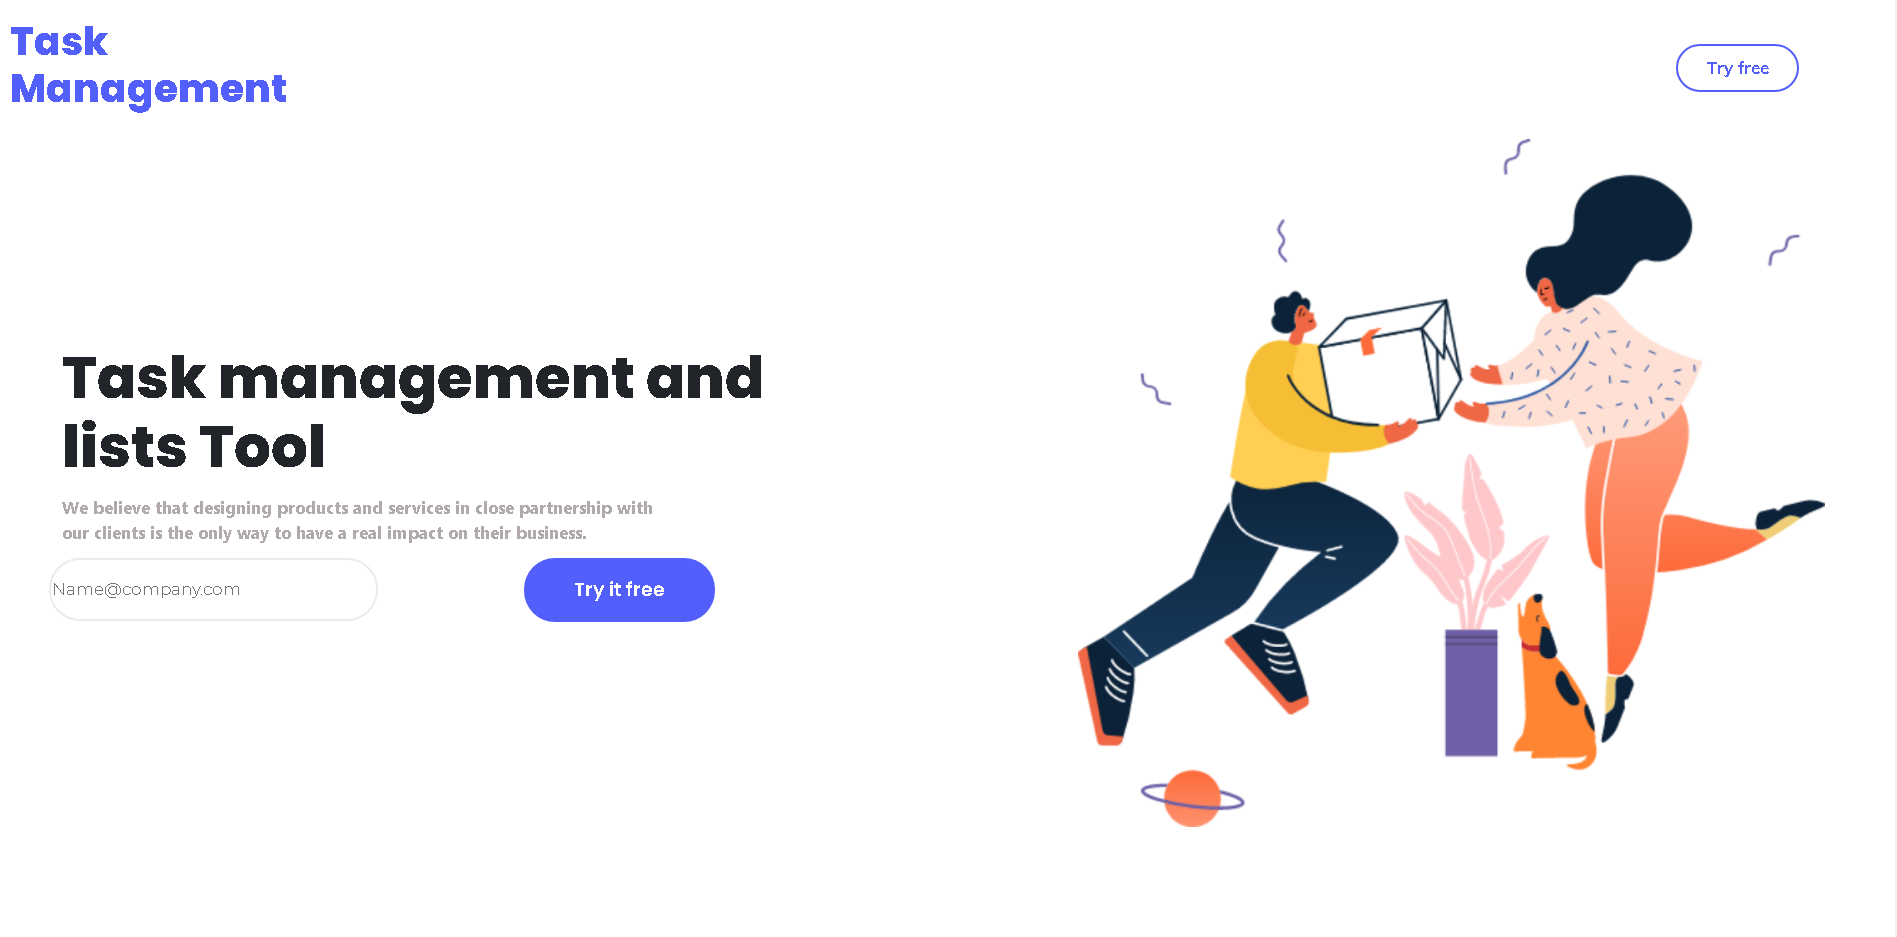 Task
Management
Try free
Task management and
lists Tool
We believe that designing products and services in close partnership with
our clients is the only way to have a real impact on their business.
Name@company.com
Try it free